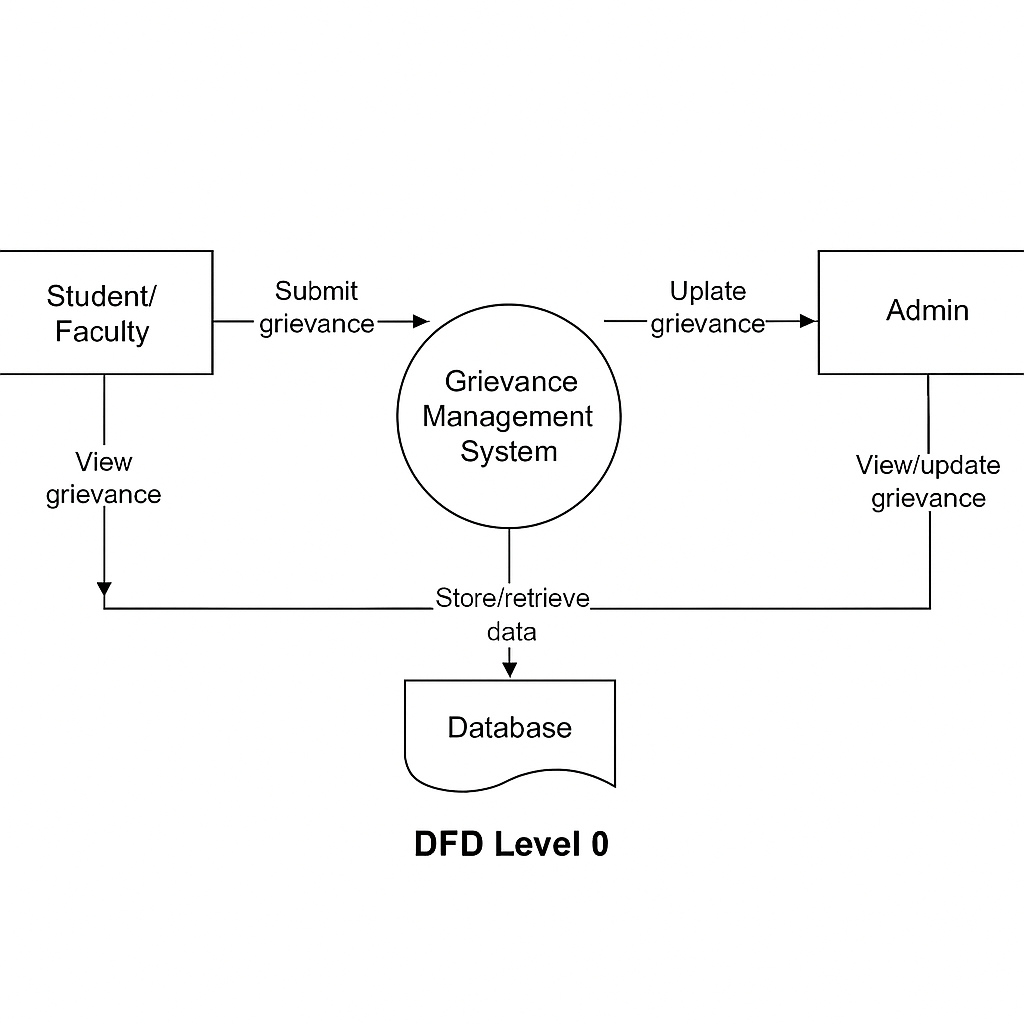 Student/
Faculty
Submit
grievance
Uplate
grievance
Admin
Grievance
Management
System
View
grievance
View/update
grievance
Store/retrieve
data
Database
DFD Level 0